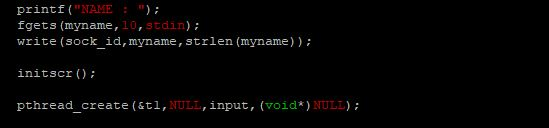 printf("NAME : ");
fgets(myname,10,stdin);
write(sock_id,myname,strlen(myname));
initscr();
pthread_create(&t1,NULL,input,(void*)NULL);